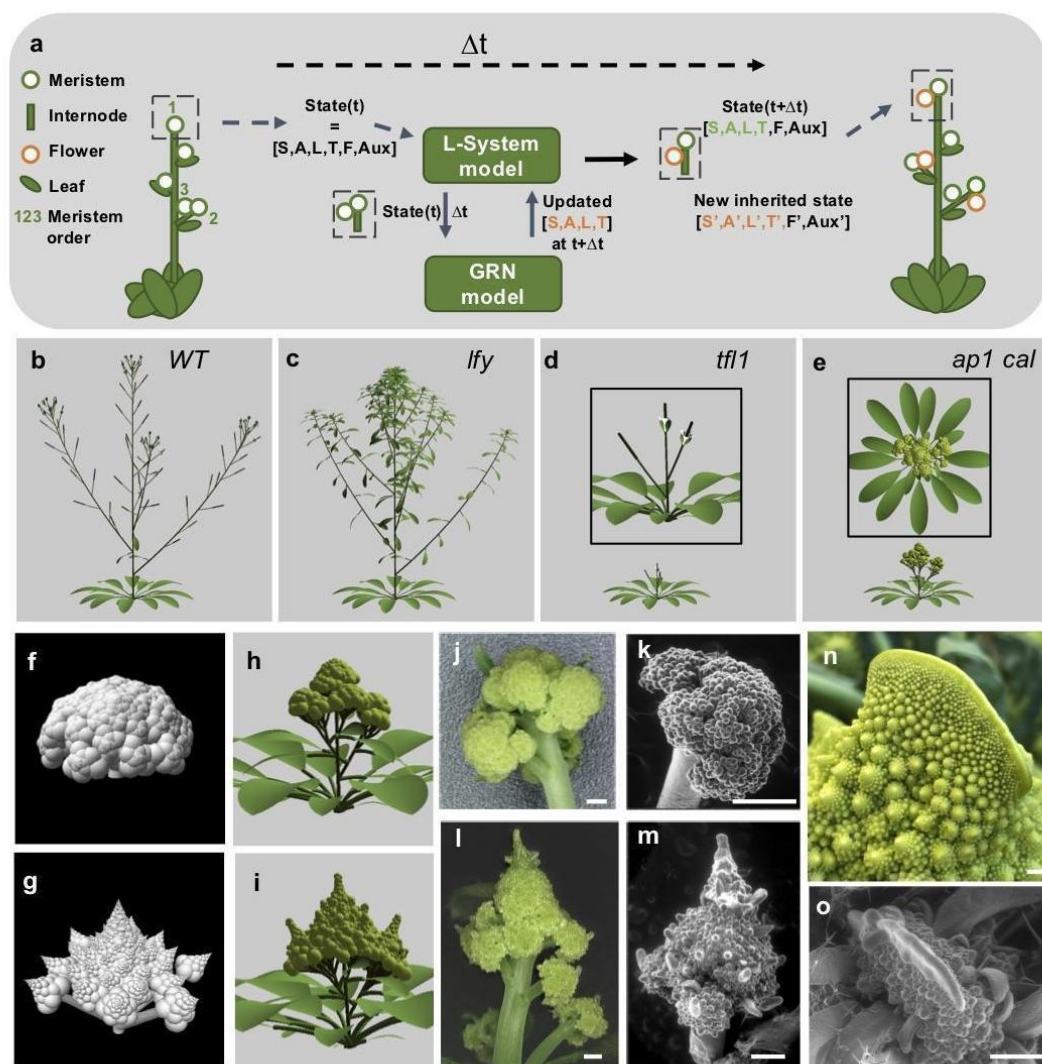 a
Δt
Meristem
Internode
Flower
Leaf
123 Meristem
order
1
3
2
State(t)
=
[S,A,L,T,F,Aux]
L-System
model
State(t)
Δt
Updated
[S,A,L,T]
at t+Δt
GRN
model
State(t+Δt)
[S,A,L,T,F,Aux]
New inherited state
[S’,A’,L’,T’,F’,Aux’]
b
WT
c
lfy
d
tfl1
e
ap1 cal
f
h
j
k
n
g
i
l
m
o